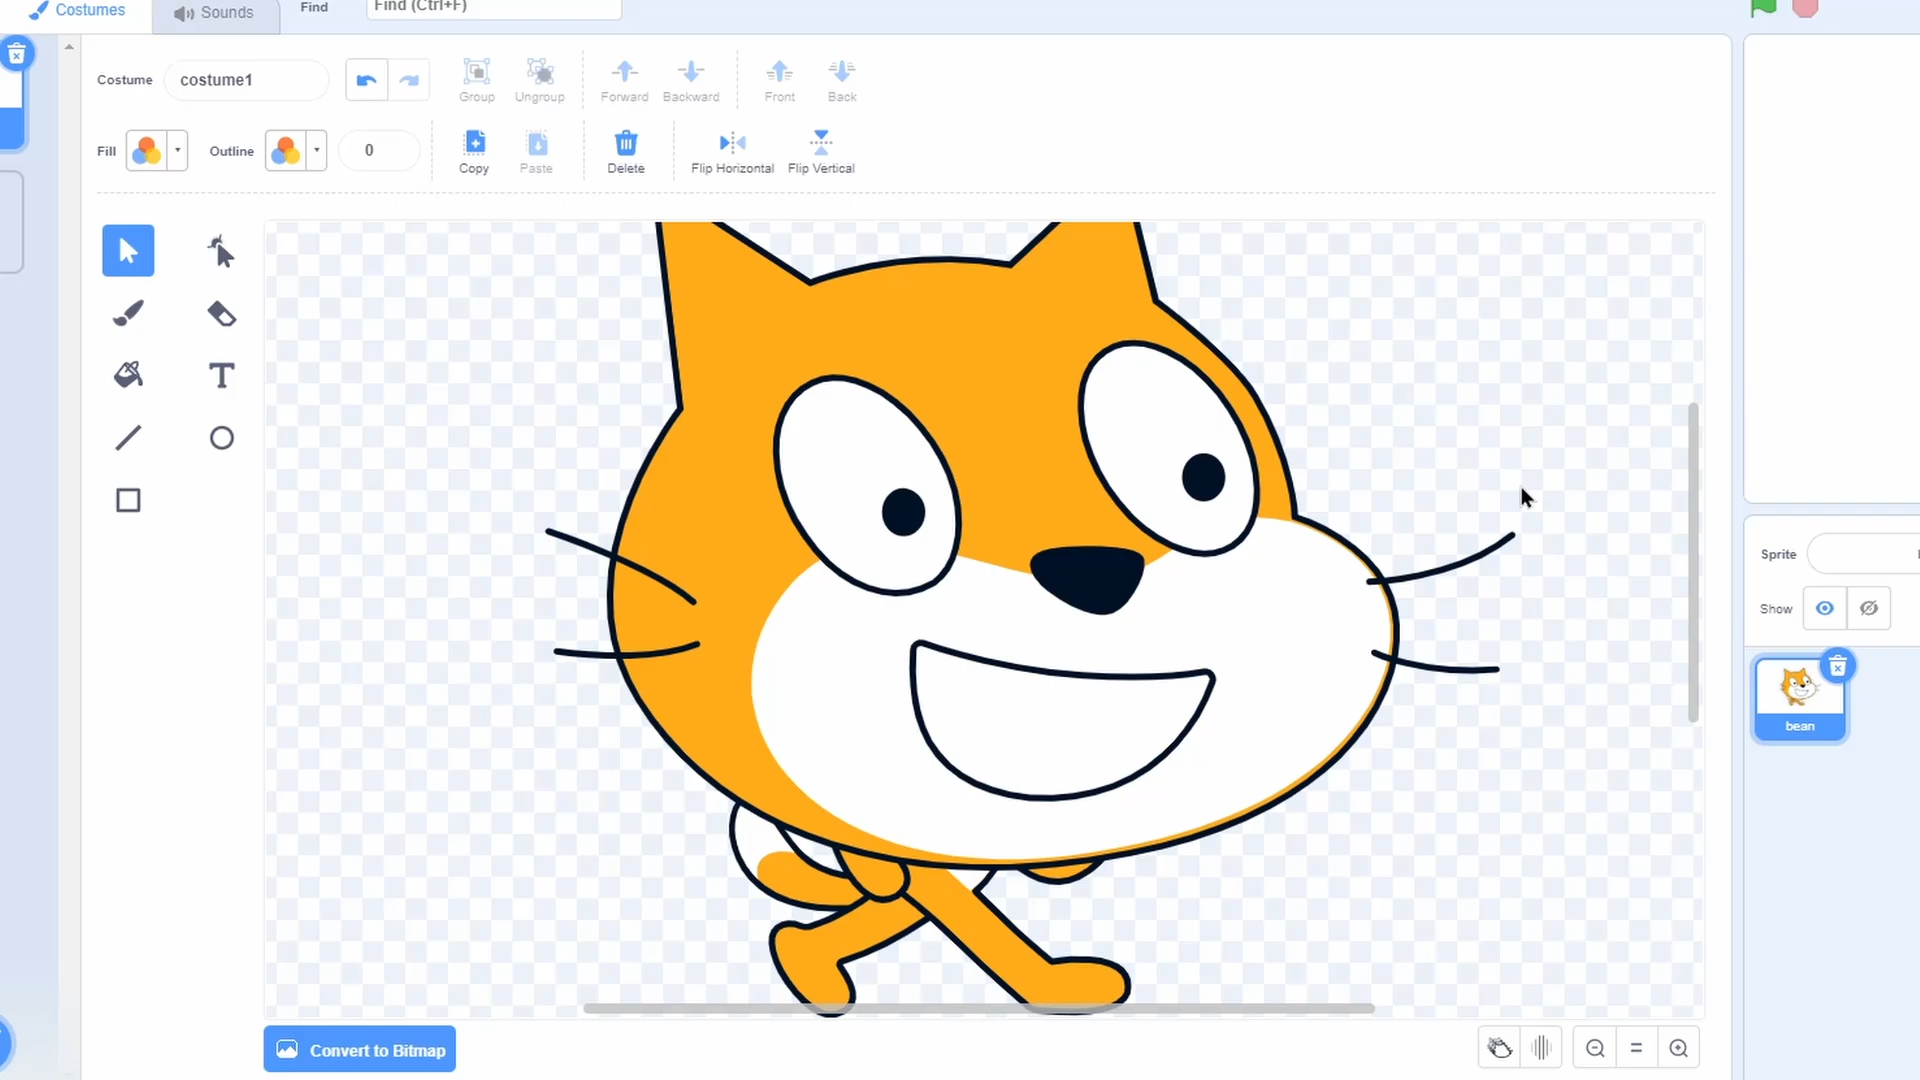 Costumes
Sounds
Find
Find (Ctrl+F)
Costume
costume1
Group
Ungroup
Forward
Backward
Front
Back
Fill
Outline
0
Copy
Paste
Delete
Flip Horizontal
Flip Vertical
T
Sprite
Show
bean
Convert to Bitmap